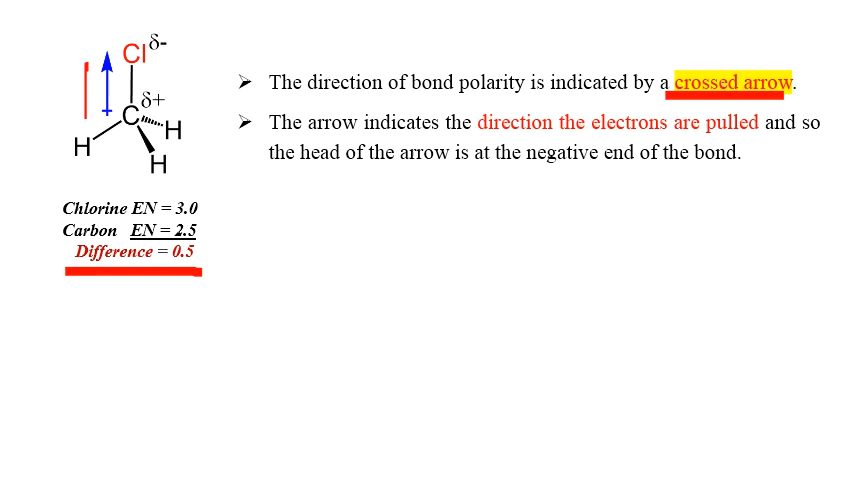 Cl δ-
δ+
C
H
H
H
➢ The direction of bond polarity is indicated by a crossed arrow.
➢ The arrow indicates the direction the electrons are pulled and so
the head of the arrow is at the negative end of the bond.
Chlorine EN = 3.0
Carbon EN = 2.5
Difference = 0.5